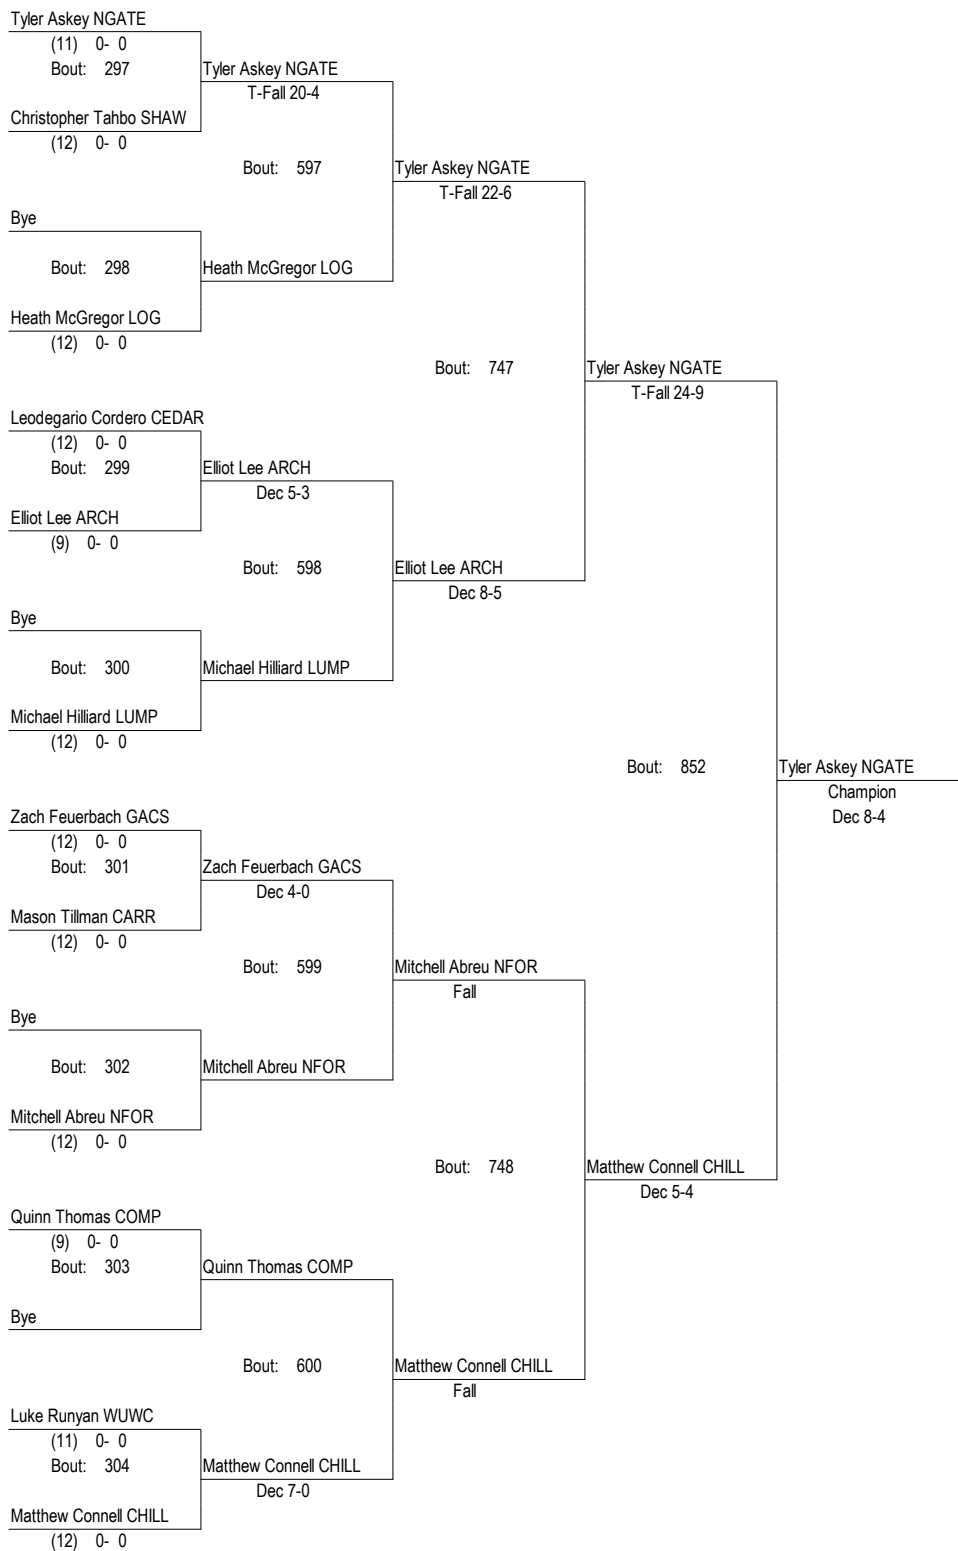 Tyler Askey NGATE
(11) 0- 0
Bout: 297
Tyler Askey NGATE
T-Fall 20-4
Christopher Tahbo SHAW
(12) 0- 0
Bout: 597
Tyler Askey NGATE
T-Fall 22-6
Bye
Bout: 298
Heath McGregor LOG
Heath McGregor LOG
(12) 0- 0
Bout: 747
Tyler Askey NGATE
T-Fall 24-9
Leodegario Cordero CEDAR
(12) 0- 0
Bout: 299
Elliot Lee ARCH
Dec 5-3
Elliot Lee ARCH
(9) 0- 0
Bout: 598
Elliot Lee ARCH
Dec 8-5
Bye
Bout: 300
Michael Hilliard LUMP
Michael Hilliard LUMP
(12) 0- 0
Bout: 852
Tyler Askey NGATE
Champion
Dec 8-4
Zach Feuerbach GACS
(12) 0- 0
Bout: 301
Zach Feuerbach GACS
Dec 4-0
Mason Tillman CARR
(12) 0- 0
Bout: 599
Mitchell Abreu NFOR
Fall
Bye
Bout: 302
Mitchell Abreu NFOR
Mitchell Abreu NFOR
(12) 0- 0
Bout: 748
Matthew Connell CHILL
Dec 5-4
Quinn Thomas COMP
(9) 0- 0
Bout: 303
Quinn Thomas COMP
Bye
Bout: 600
Matthew Connell CHILL
Fall
Luke Runyan WUWC
(11) 0- 0
Bout: 304
Matthew Connell CHILL
Dec 7-0
Matthew Connell CHILL
(12) 0- 0